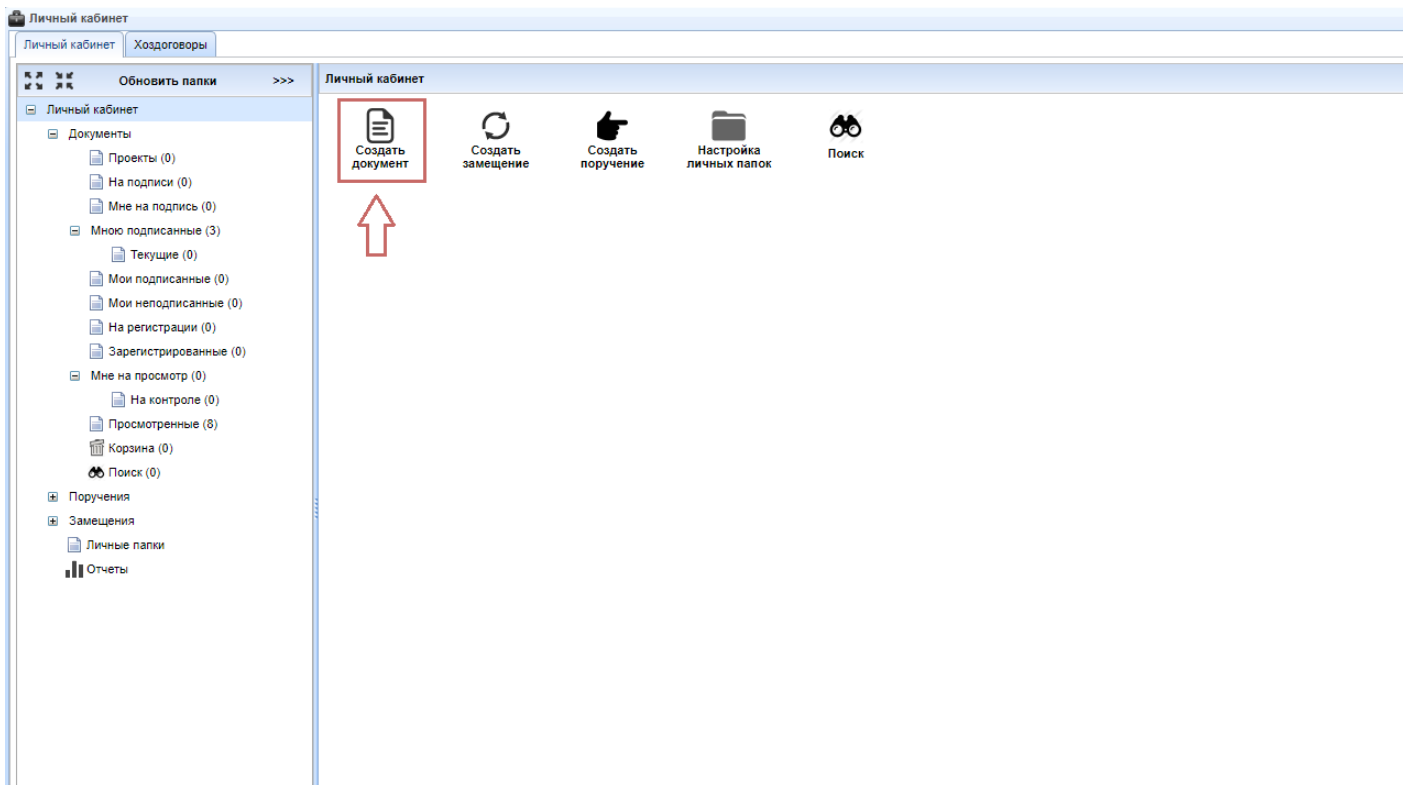 Личный кабинет
Личный кабинет Хоздоговоры
Обновить папки >>>
Личный кабинет
Документы
Проекты (0)
На подписи (0)
Мне на подпись (0)
Мною подписанные (3)
Текущие (0)
Мои подписанные (0)
Мои неподписанные (0)
На регистрации (0)
Зарегистрированные (0)
Мне на просмотр (0)
На контроле (0)
Просмотренные (8)
Корзина (0)
Поиск (0)
Поручения
Замещения
Личные папки
Отчеты
Личный кабинет
Создать
документ
Создать
замещение
Создать
поручение
Настройка
личных папок
Поиск